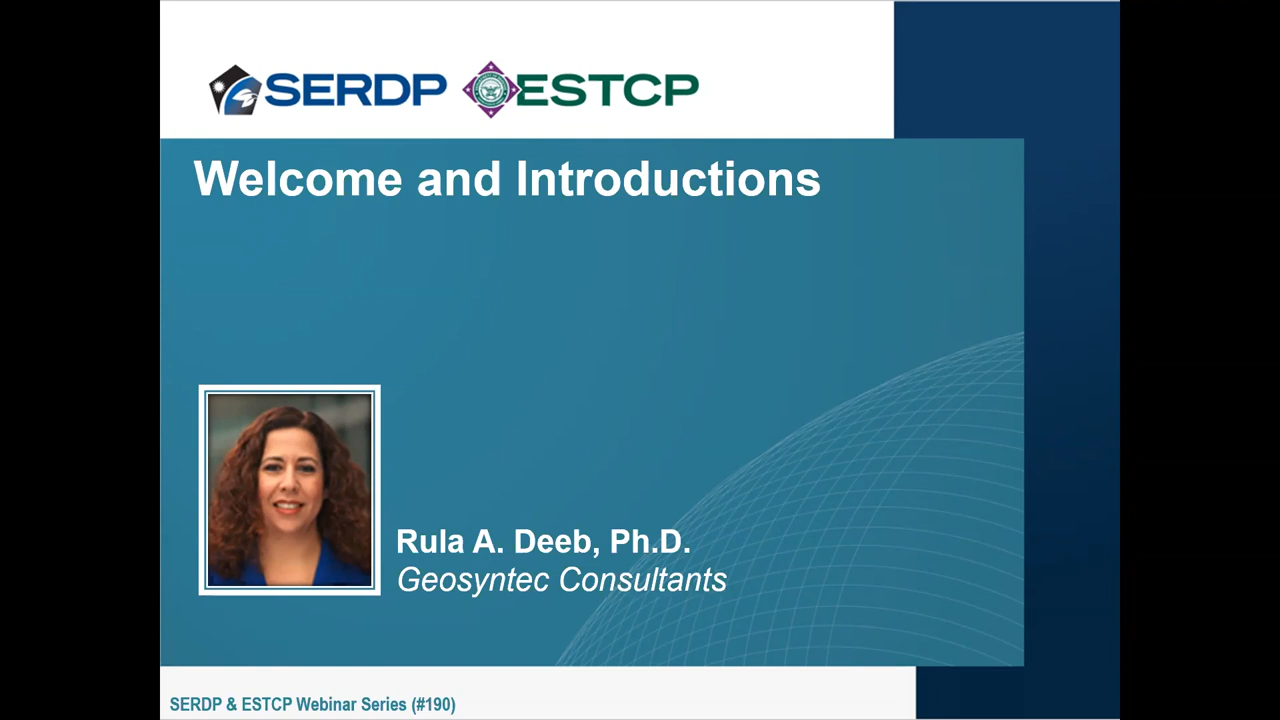 SERDP ESTCP
Welcome and Introductions
Rula A. Deeb, Ph.D.
Geosyntec Consultants
SERDP & ESTCP Webinar Series (#190)